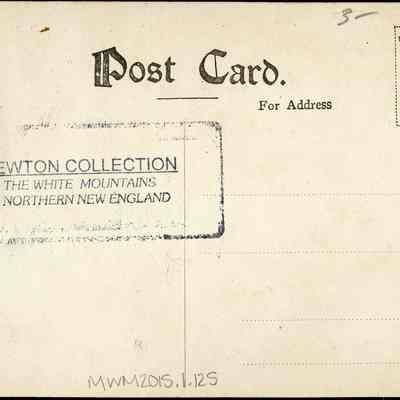 3-
Post Card.
For Address
EWTON COLLECTION
THE WHITE MOUNTAINS
NORTHERN NEW ENGLAND
MWM2015.1.125